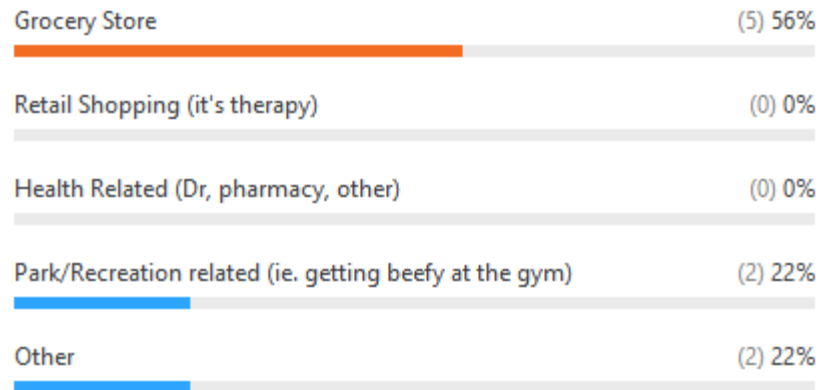 Grocery Store (5) 56%
Retail Shopping (it's therapy) (0) 0%
Health Related (Dr, pharmacy, other) (0) 0%
Park/Recreation related (ie. getting beefy at the gym) (2) 22%
Other (2) 22%